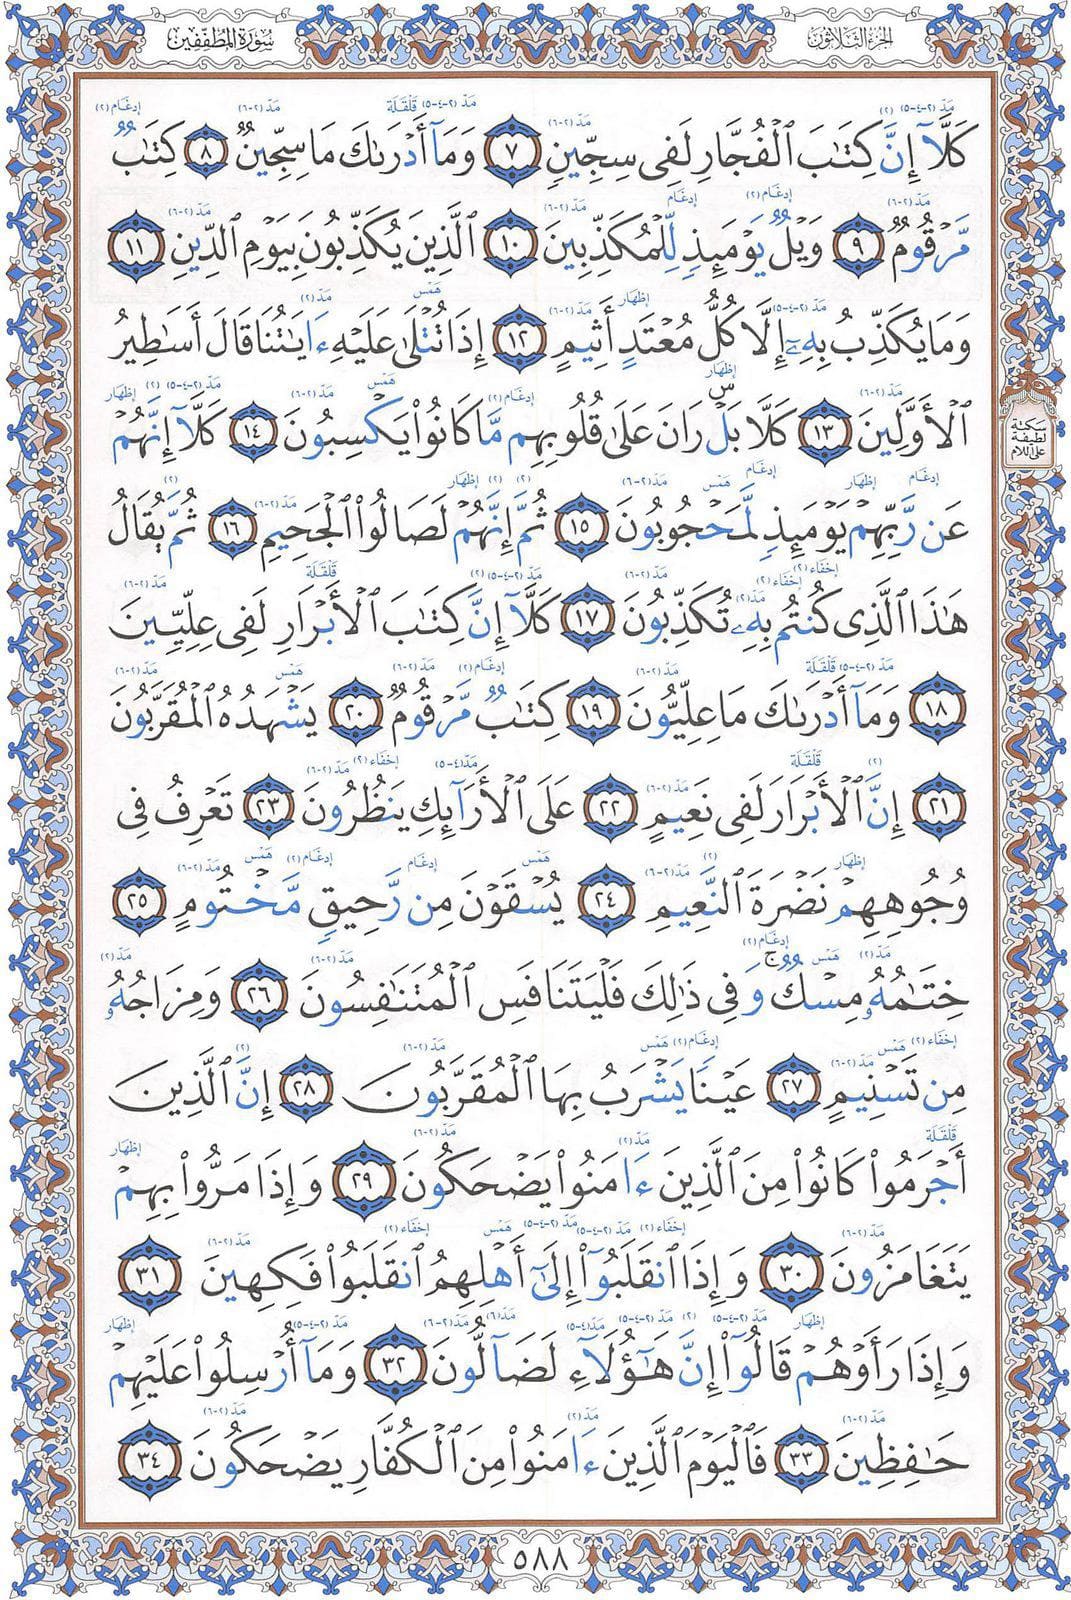 الجزء الثلاثون
سورة المطففين
كَلَّآ إِنَّ كِتَٰبَ ٱلْفُجَّارِ لَفِى سِجِّينٍ ٧ وَمَآ أَدْرَىٰكَ مَا سِجِّينٌ ٨ كِتَٰبٌ
مَّرْقُومٌ ٩ وَيْلٌ يَوْمَئِذٍ لِّلْمُكَذِّبِينَ ١٠ ٱلَّذِينَ يُكَذِّبُونَ بِيَوْمِ ٱلدِّينِ ١١
وَمَا يُكَذِّبُ بِهِۦٓ إِلَّا كُلُّ مُعْتَدٍ أَثِيمٍ ١٢ إِذَا تُتْلَىٰ عَلَيْهِ ءَايَٰتُنَا قَالَ أَسَٰطِيرُ
ٱلْأَوَّلِينَ ١٣ كَلَّا بَلْ ۜ رَانَ عَلَىٰ قُلُوبِهِم مَّا كَانُوا۟ يَكْسِبُونَ ١٤ كَلَّآ إِنَّهُمْ
سكتة
لطيفة
على اللام
عَن رَّبِّهِمْ يَوْمَئِذٍ لَّمَحْجُوبُونَ ١٥ ثُمَّ إِنَّهُمْ لَصَالُوا۟ ٱلْجَحِيمِ ١٦ ثُمَّ يُقَالُ
هَٰذَا ٱلَّذِى كُنتُم بِهِۦ تُكَذِّبُونَ ١٧ كَلَّآ إِنَّ كِتَٰبَ ٱلْأَبْرَارِ لَفِى عِلِّيِّينَ
١٨ وَمَآ أَدْرَىٰكَ مَا عِلِّيُّونَ ١٩ كِتَٰبٌ مَّرْقُومٌ ٢٠ يَشْهَدُهُ ٱلْمُقَرَّبُونَ
٢١ إِنَّ ٱلْأَبْرَارَ لَفِى نَعِيمٍ ٢٢ عَلَى ٱلْأَرَآئِكِ يَنظُرُونَ ٢٣ تَعْرِفُ فِى
وُجُوهِهِمْ نَضْرَةَ ٱلنَّعِيمِ ٢٤ يُسْقَوْنَ مِن رَّحِيقٍ مَّخْتُومٍ ٢٥
خِتَٰمُهُۥ مِسْكٌ ۚ وَفِى ذَٰلِكَ فَلْيَتَنَافَسِ ٱلْمُتَنَٰفِسُونَ ٢٦ وَمِزَاجُهُۥ
مِن تَسْنِيمٍ ٢٧ عَيْنًا يَشْرَبُ بِهَا ٱلْمُقَرَّبُونَ ٢٨ إِنَّ ٱلَّذِينَ
أَجْرَمُوا۟ كَانُوا۟ مِنَ ٱلَّذِينَ ءَامَنُوا۟ يَضْحَكُونَ ٢٩ وَإِذَا مَرُّوا۟ بِهِمْ
يَتَغَامَزُونَ ٣٠ وَإِذَا ٱنقَلَبُوٓا۟ إِلَىٰٓ أَهْلِهِمُ ٱنقَلَبُوا۟ فَكِهِينَ ٣١
وَإِذَا رَأَوْهُمْ قَالُوٓا۟ إِنَّ هَٰٓؤُلَآءِ لَضَآلُّونَ ٣٢ وَمَآ أُرْسِلُوا۟ عَلَيْهِمْ
حَٰفِظِينَ ٣٣ فَٱلْيَوْمَ ٱلَّذِينَ ءَامَنُوا۟ مِنَ ٱلْكُفَّارِ يَضْحَكُونَ ٣٤
٥٨٨